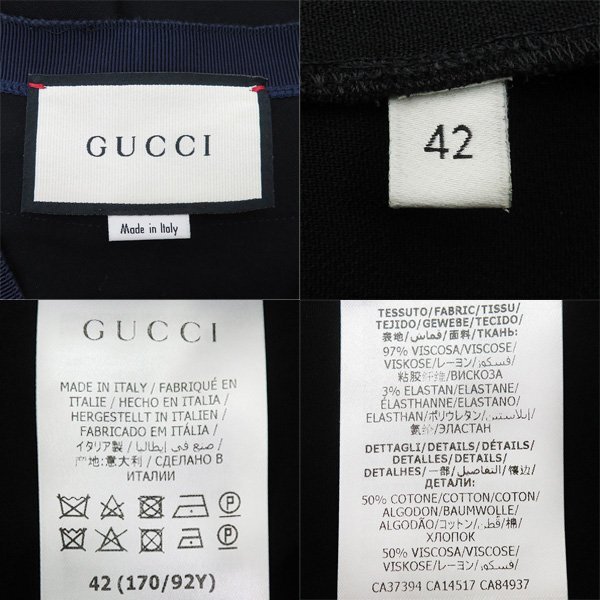 GUCCI
Made in Italy
42
GUCCI
MADE IN ITALY / FABRIQUÉ EN
ITALIE / HECHO EN ITALIA /
HERGESTELLT IN ITALIEN /
FABRICADO EM ITÁLIA /
イタリア製 / صنع في إيطاليا /
产地:意大利 / СДЕЛАНО В
ИТАЛИИ
P
P
42 (170/92Y)
TESSUTO/FABRIC/TISSU/
TEJIDO/GEWEBE/TECIDO/
表地/قماش/面料/ТКАНЬ:
97% VISCOSA/VISCOSE/
VISKOSE/レーヨン/فسكوز/
粘胶纤维/ВИСКОЗА
3% ELASTAN/ELASTANE/
ELASTHANNE/ELASTANO/
ELASTHAN/ポリウレタン/إيلاستين/
氨纶/ЭЛАСТАН
DETTAGLI/DETAILS/DÉTAILS/
DETALLES/DETAILS/
DETALHES/一部/التفاصيل/镶边/
ДЕТАЛИ:
50% COTONE/COTTON/COTON/
ALGODON/BAUMWOLLE/
ALGODÃO/コットン/قطن/棉/
ХЛОПОК
50% VISCOSA/VISCOSE/
VISKOSE/レーヨン/فسكوز/
CA37394 CA14517 CA84937